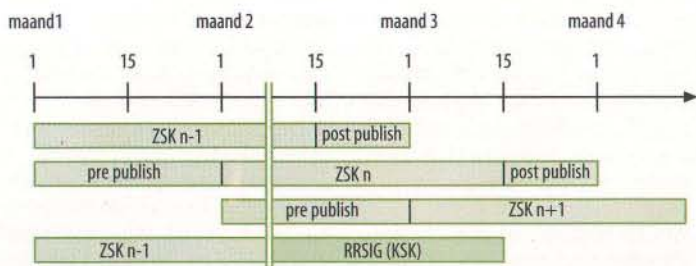 maand1 maand 2 maand 3 maand 4
1 15 1 15 1 15 1
ZSK n-1 post publish
pre publish ZSK n post publish
pre publish ZSK n+1
ZSK n-1 RRSIG (KSK)